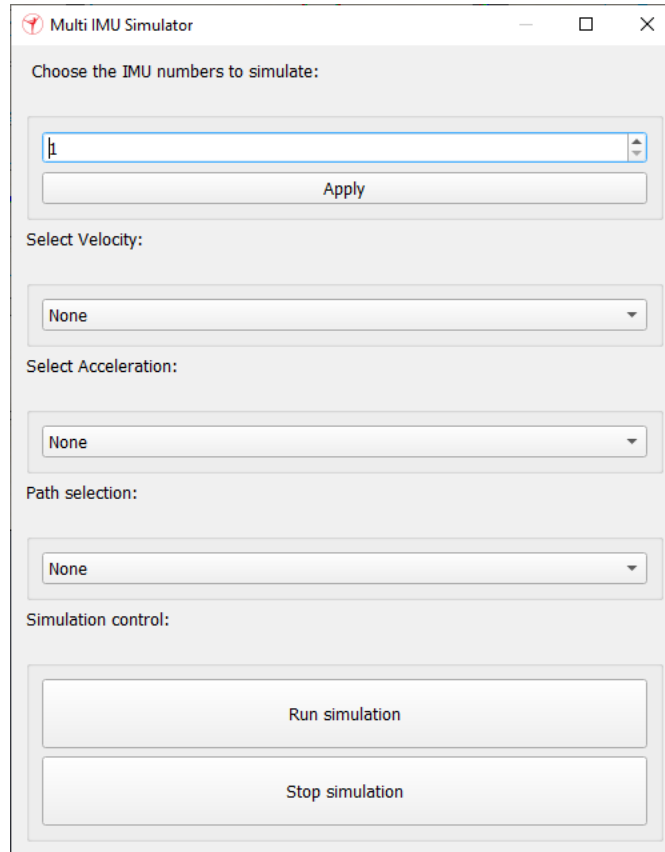 Multi IMU Simulator
Choose the IMU numbers to simulate:
1
Apply
Select Velocity:
None
Select Acceleration:
None
Path selection:
None
Simulation control:
Run simulation
Stop simulation